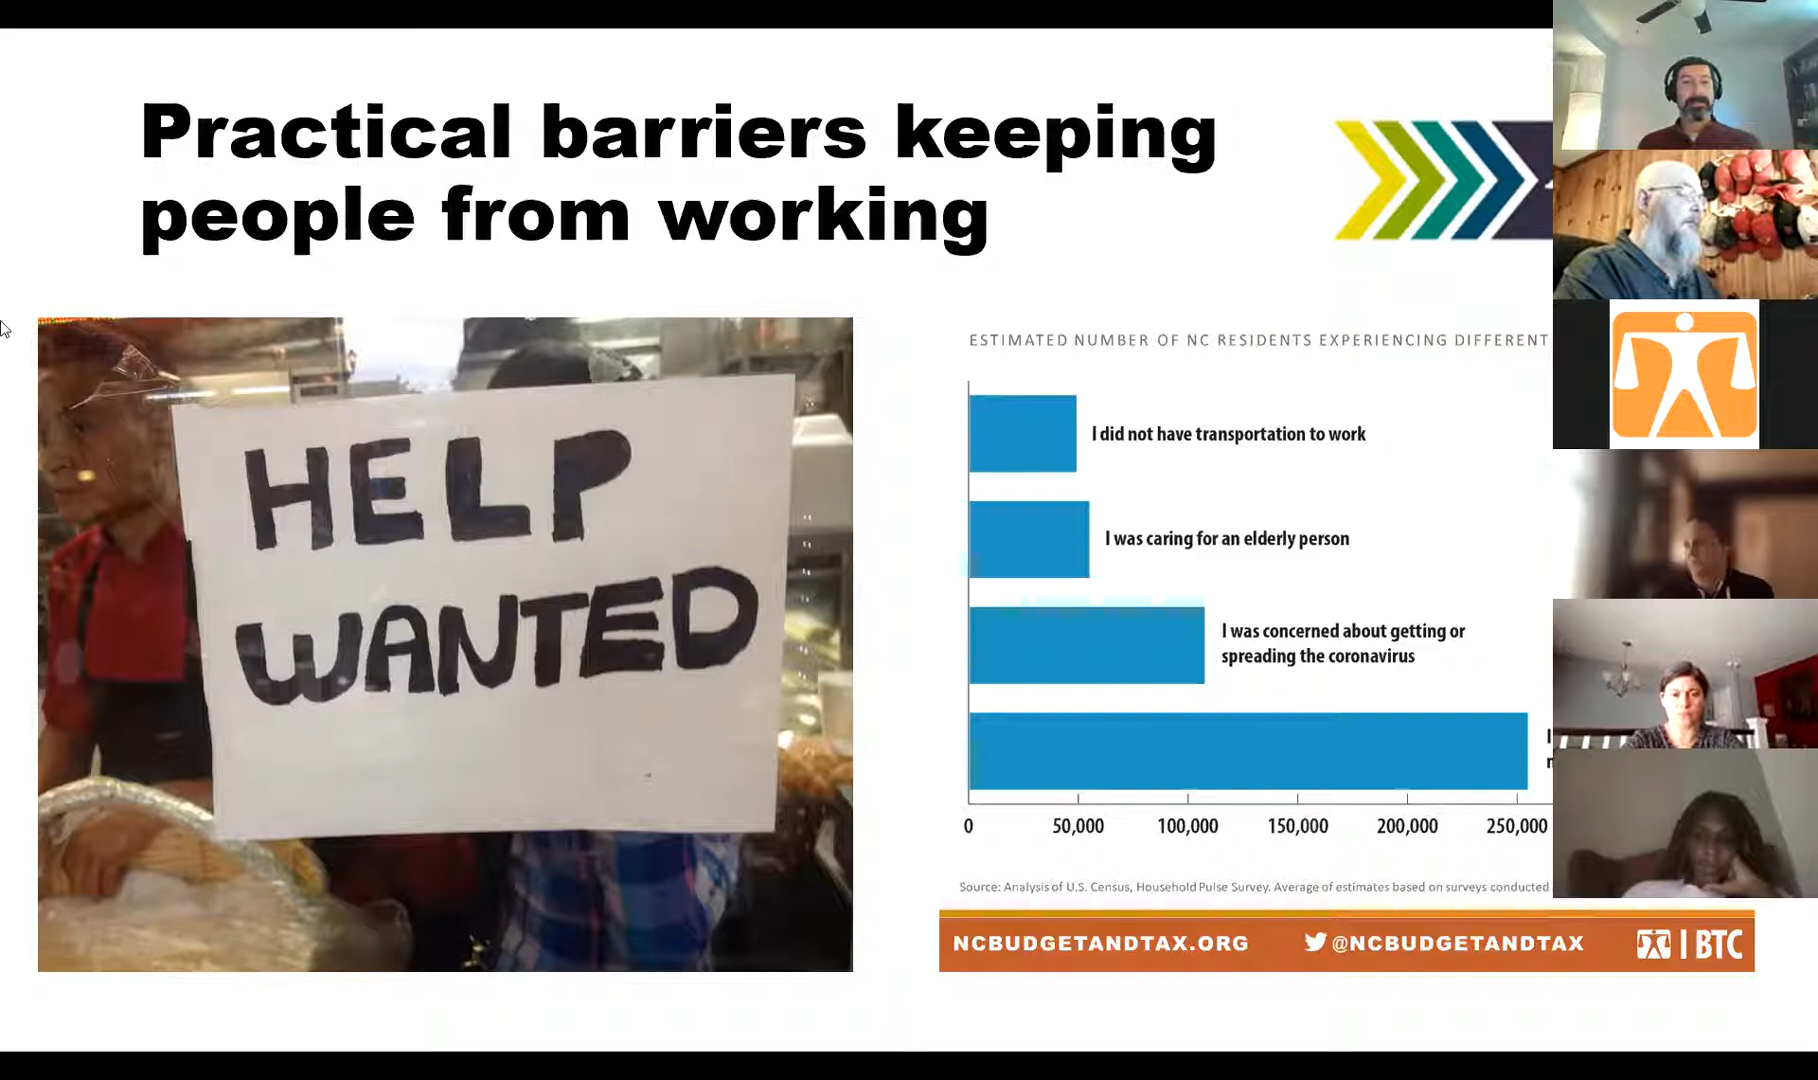 Practical barriers keeping
people from working
HELP
WANTED
ESTIMATED NUMBER OF NC RESIDENTS EXPERIENCING DIFFERENT
I did not have transportation to work
I was caring for an elderly person
I was concerned about getting or
spreading the coronavirus
0 50,000 100,000 150,000 200,000 250,000
Source: Analysis of U.S. Census, Household Pulse Survey. Average of estimates based on surveys conducted
NCBUDGETANDTAX.ORG @NCBUDGETANDTAX | BTC